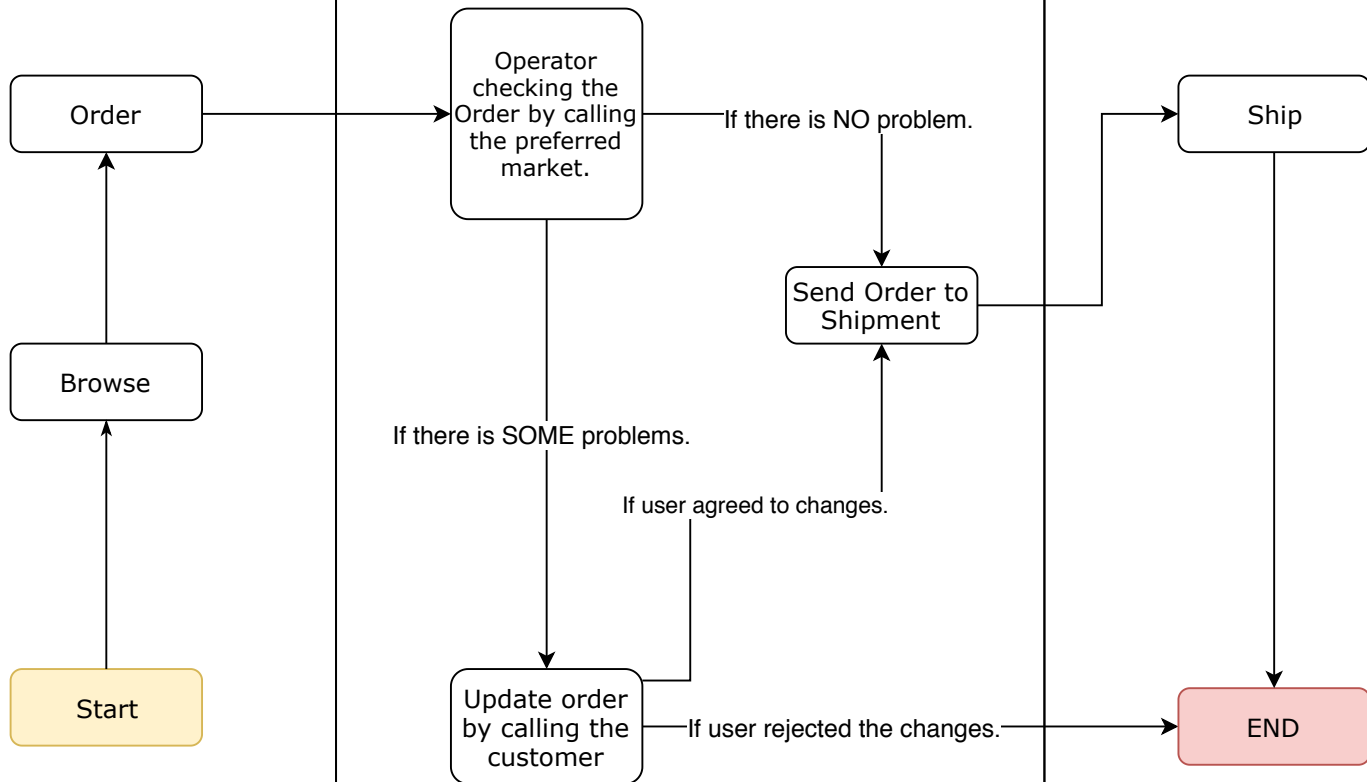 Order
Browse
Start
Operator
checking the
Order by calling
the preferred
market.
If there is NO problem.
Send Order to
Shipment
If there is SOME problems.
If user agreed to changes.
Update order
by calling the
customer
If user rejected the changes.
Ship
END